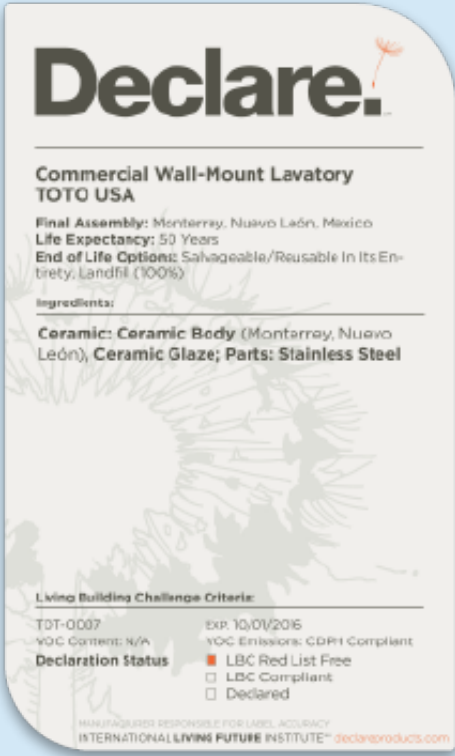 Declare.
Commercial Wall-Mount Lavatory
TOTO USA
Final Assembly: Monterrey, Nuevo León, Mexico
Life Expectancy: 50 Years
End of Life Options: Salvageable/Reusable In Its En-
tirety, Landfill (100%)
Ingredients:
Ceramic: Ceramic Body (Monterrey, Nuevo
León), Ceramic Glaze; Parts: Stainless Steel
Living Building Challenge Criteria:
TOT-0007 EXP. 10/01/2016
VOC Content: N/A VOC Emissions: CDPH Compliant
Declaration Status LBC Red List Free
LBC Compliant
Declared
MANUFACTURER RESPONSIBLE FOR LABEL ACCURACY
INTERNATIONAL LIVING FUTURE INSTITUTE℠ declareproducts.com